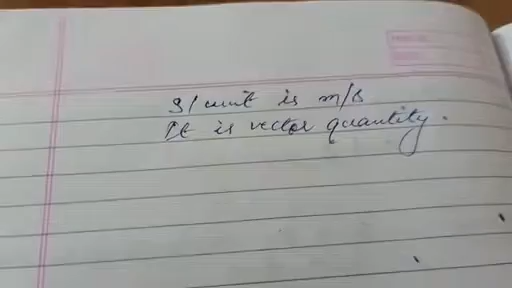 SI unit is m/s
It is vector quantity.